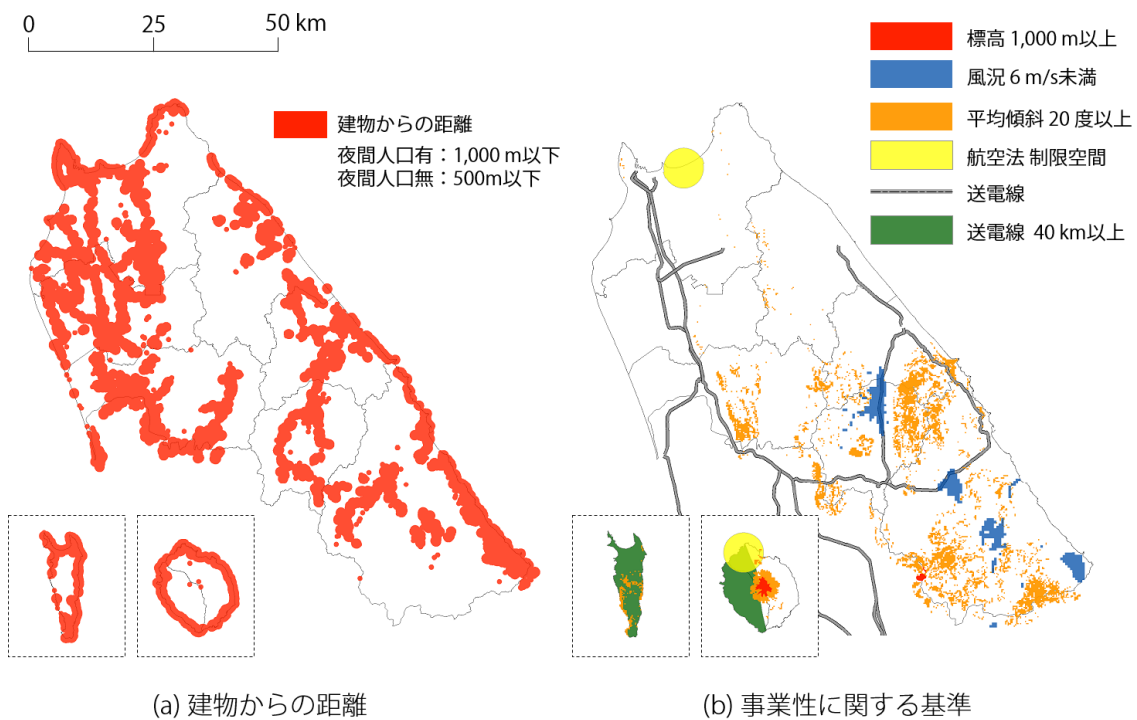 0 25 50 km
建物からの距離
夜間人口有：1,000 m以下
夜間人口無：500m以下
標高 1,000 m以上
風況 6 m/s未満
平均傾斜 20 度以上
航空法 制限空間
送電線
送電線 40 km以上
(a) 建物からの距離
(b) 事業性に関する基準